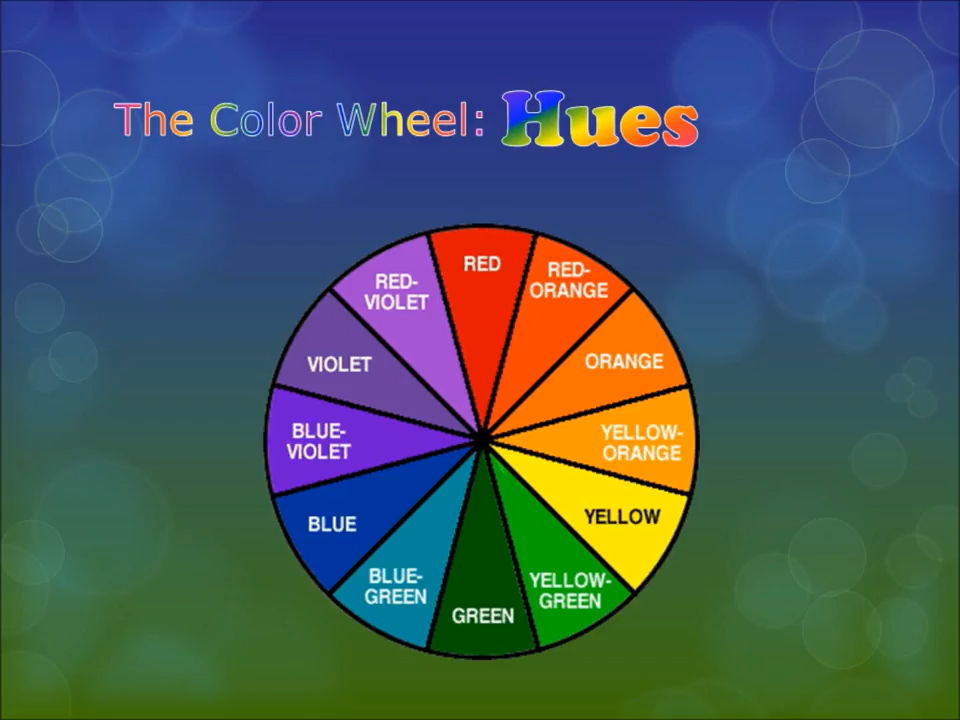 The Color Wheel: Hues
RED
RED-
ORANGE
ORANGE
YELLOW-
ORANGE
YELLOW
YELLOW-
GREEN
GREEN
BLUE-
GREEN
BLUE
BLUE-
VIOLET
VIOLET
RED-
VIOLET